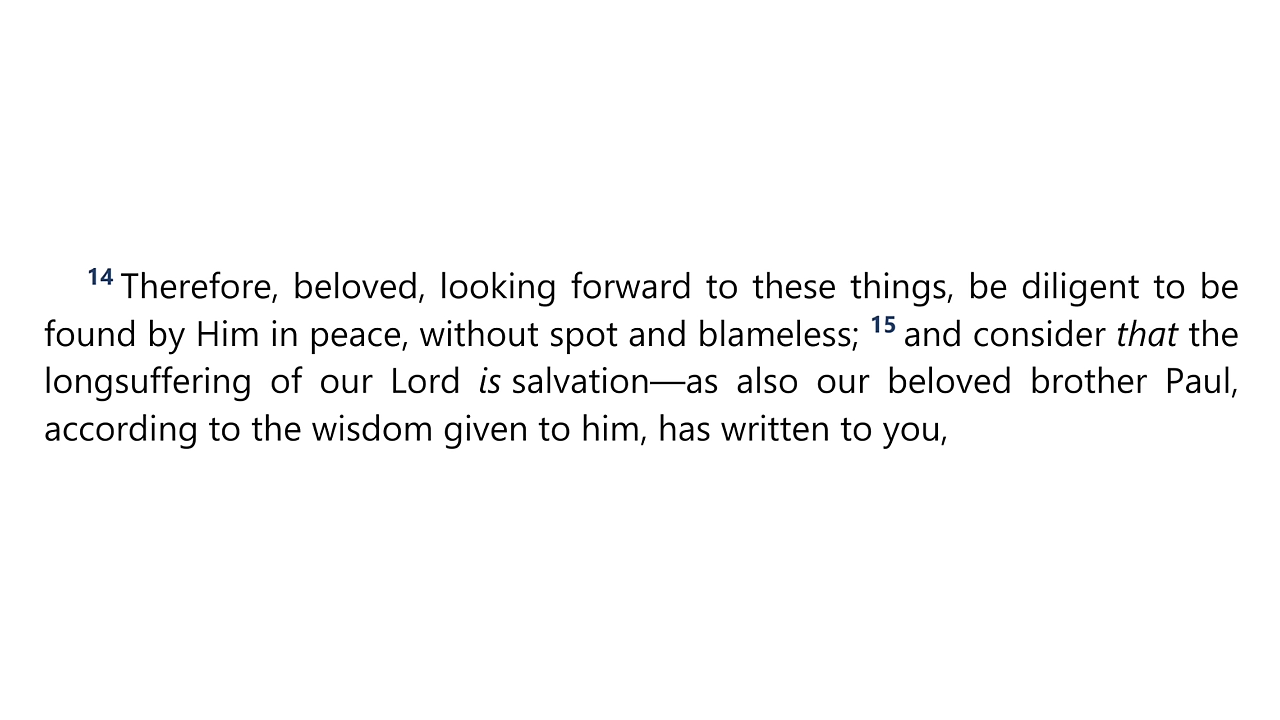 14 Therefore, beloved, looking forward to these things, be diligent to be
found by Him in peace, without spot and blameless; 15 and consider that the
longsuffering of our Lord is salvation—as also our beloved brother Paul,
according to the wisdom given to him, has written to you,